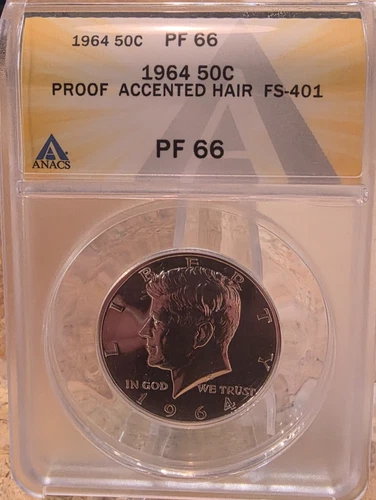 1964 50C PF 66
1964 50C
PROOF ACCENTED HAIR FS-401
ANACS
PF 66
LIBERTY
IN GOD WE TRUST
1964